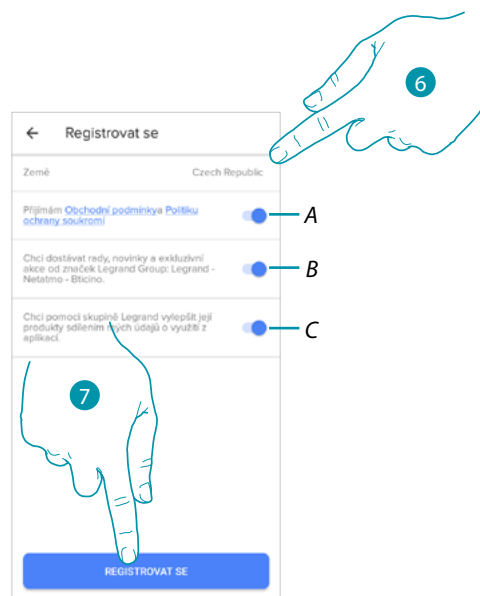 6
← Registrovat se
Země Czech Republic
Přijímám Obchodní podmínkya Politiku
ochrany soukromí
A
Chci dostávat rady, novinky a exkluzivní
akce od značek Legrand Group: Legrand -
Netatmo - Bticino.
B
Chci pomoci skupině Legrand vylepšit její
produkty sdílením mých údajů o využití z
aplikací.
C
7
REGISTROVAT SE